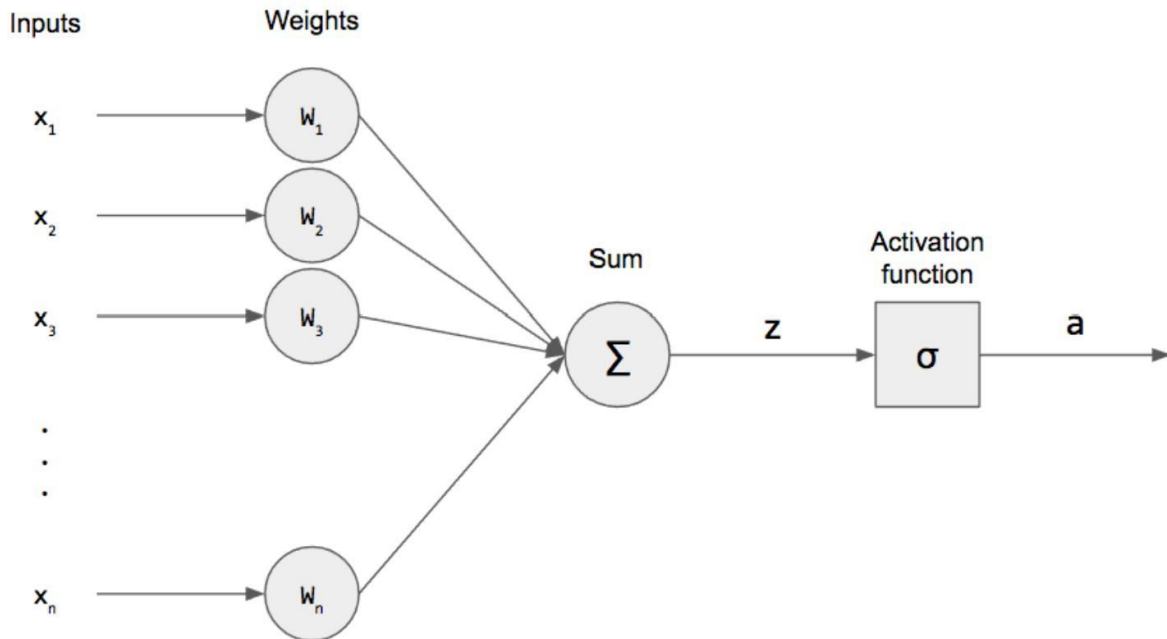 Inputs
Weights
x₁
W₁
x₂
W₂
x₃
W₃
.
.
.
xₙ
Wₙ
Sum
Σ
z
Activation
function
σ
a